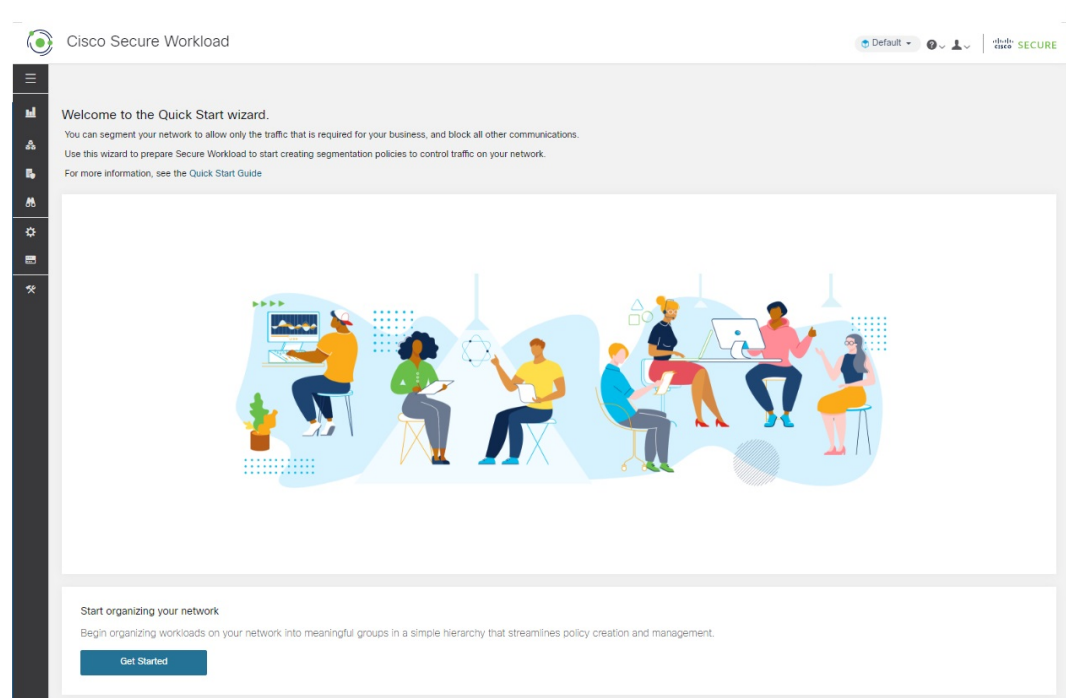 Cisco Secure Workload
Default
cisco SECURE
Welcome to the Quick Start wizard.
You can segment your network to allow only the traffic that is required for your business, and block all other communications.
Use this wizard to prepare Secure Workload to start creating segmentation policies to control traffic on your network.
For more information, see the Quick Start Guide
Start organizing your network
Begin organizing workloads on your network into meaningful groups in a simple hierarchy that streamlines policy creation and management.
Get Started